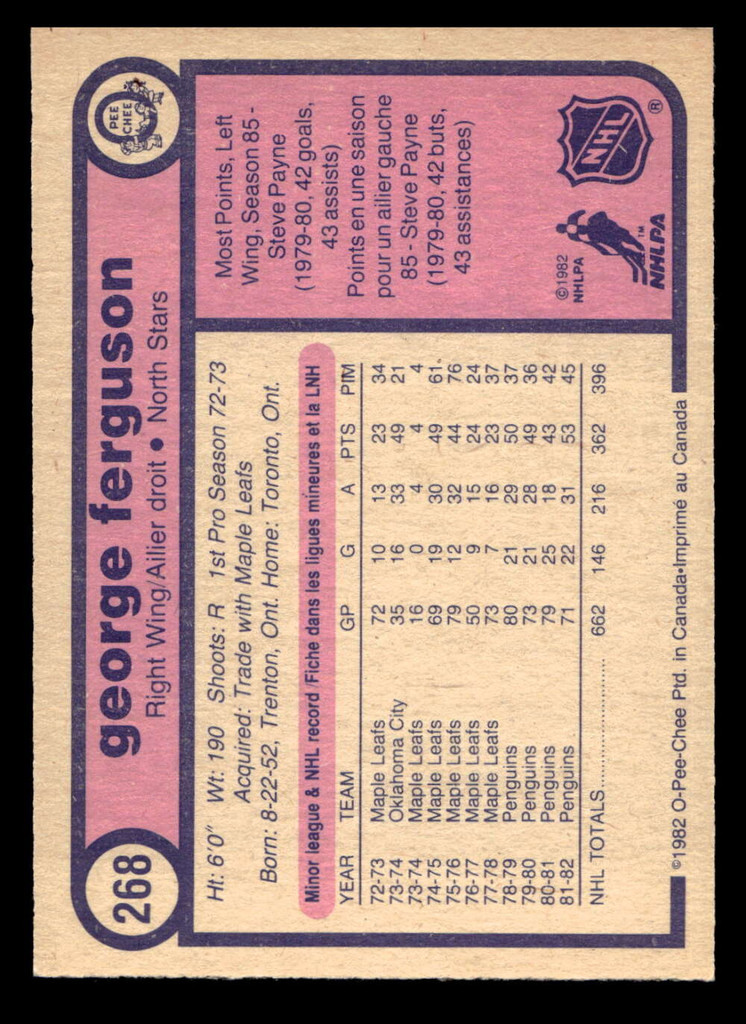 268
george ferguson
Right Wing/Ailier droit • North Stars
O
PEE
CHEE
Ht: 6'0" Wt: 190 Shoots: R 1st Pro Season 72-73
Acquired: Trade with Maple Leafs
Born: 8-22-52, Trenton, Ont. Home: Toronto, Ont.
Minor league & NHL record/Fiche dans les ligues mineures et la LNH
YEAR TEAM GP G A PTS PIM
72-73 Maple Leafs 72 10 13 23 34
73-74 Oklahoma City 35 16 33 49 21
73-74 Maple Leafs 16 0 4 4 4
74-75 Maple Leafs 69 19 30 49 61
75-76 Maple Leafs 79 12 32 44 76
76-77 Maple Leafs 50 9 15 24 24
77-78 Maple Leafs 73 7 16 23 37
78-79 Penguins 80 21 29 50 37
79-80 Penguins 73 21 28 49 36
80-81 Penguins 79 25 18 43 42
81-82 Penguins 71 22 31 53 45
NHL TOTALS.................... 662 146 216 362 396
Most Points, Left
Wing, Season 85 -
Steve Payne
(1979-80, 42 goals,
43 assists)
Points en une saison
pour un ailier gauche
85 - Steve Payne
(1979-80, 42 buts,
43 assistances)
©1982
NHLPA
NHLPA™
NHL®
©1982 O-Pee-Chee Ptd. in Canada•Imprimé au Canada